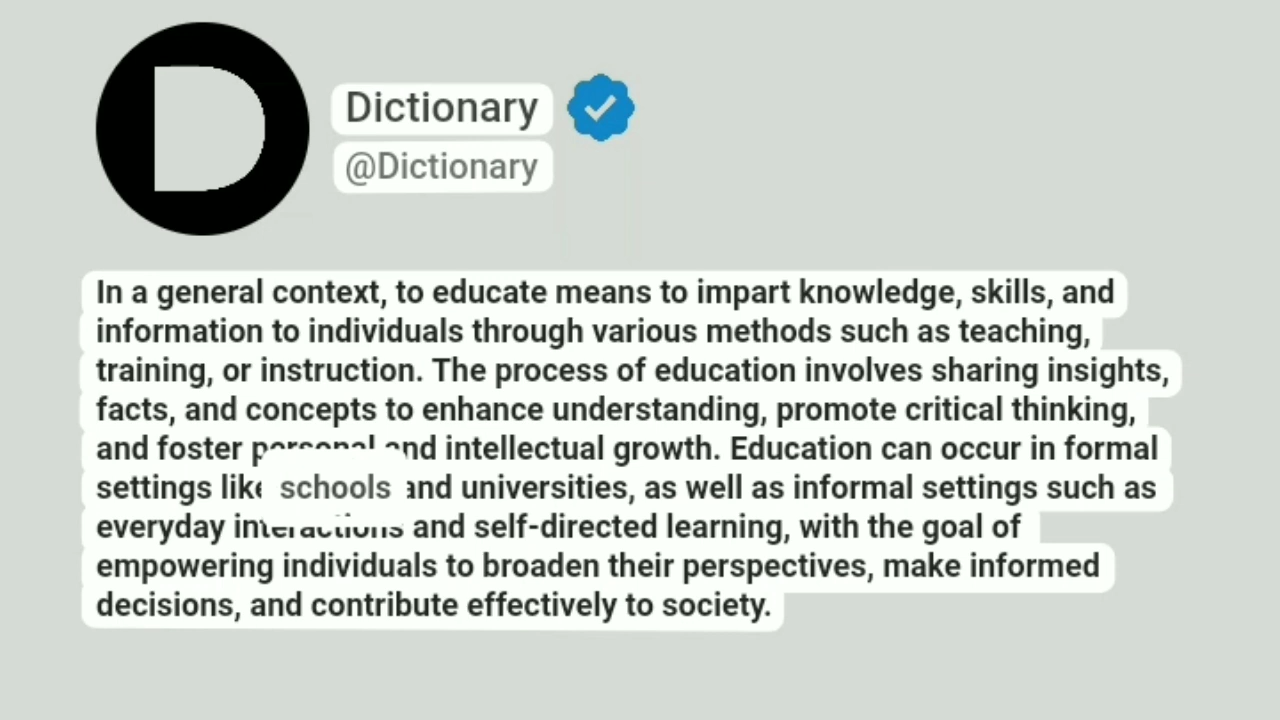 D
Dictionary
@Dictionary
In a general context, to educate means to impart knowledge, skills, and
information to individuals through various methods such as teaching,
training, or instruction. The process of education involves sharing insights,
facts, and concepts to enhance understanding, promote critical thinking,
and foster personal and intellectual growth. Education can occur in formal
settings like schools and universities, as well as informal settings such as
everyday interactions and self-directed learning, with the goal of
empowering individuals to broaden their perspectives, make informed
decisions, and contribute effectively to society.